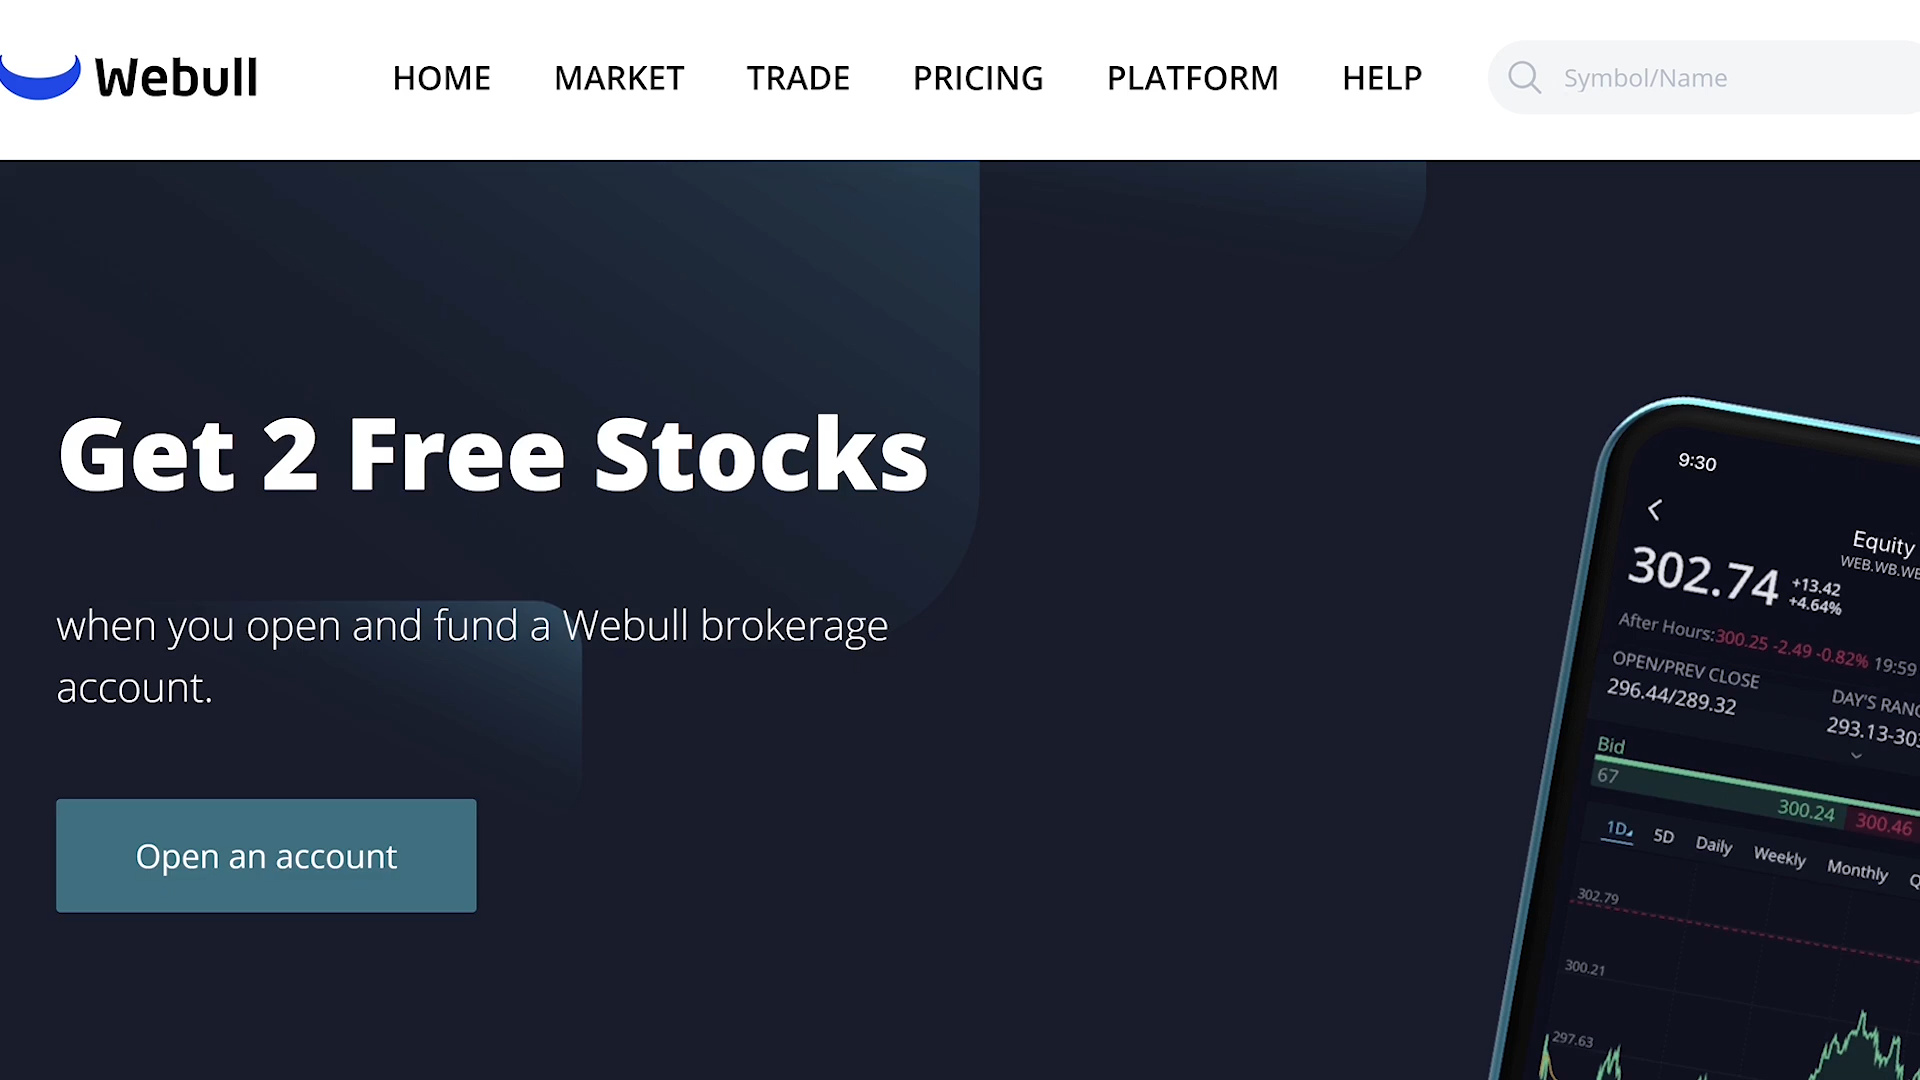 Webull
HOME
MARKET
TRADE
PRICING
PLATFORM
HELP
Symbol/Name
Get 2 Free Stocks
when you open and fund a Webull brokerage
account.
Open an account
9:30
Equity
302.74
+13.42
+4.64%
After Hours:300.25 -2.49 -0.82% 19:59
OPEN/PREV CLOSE
296.44/289.32
Bid
67
300.24
300.46
1D
5D
Daily
Weekly
Monthly
302.79
300.21
297.63